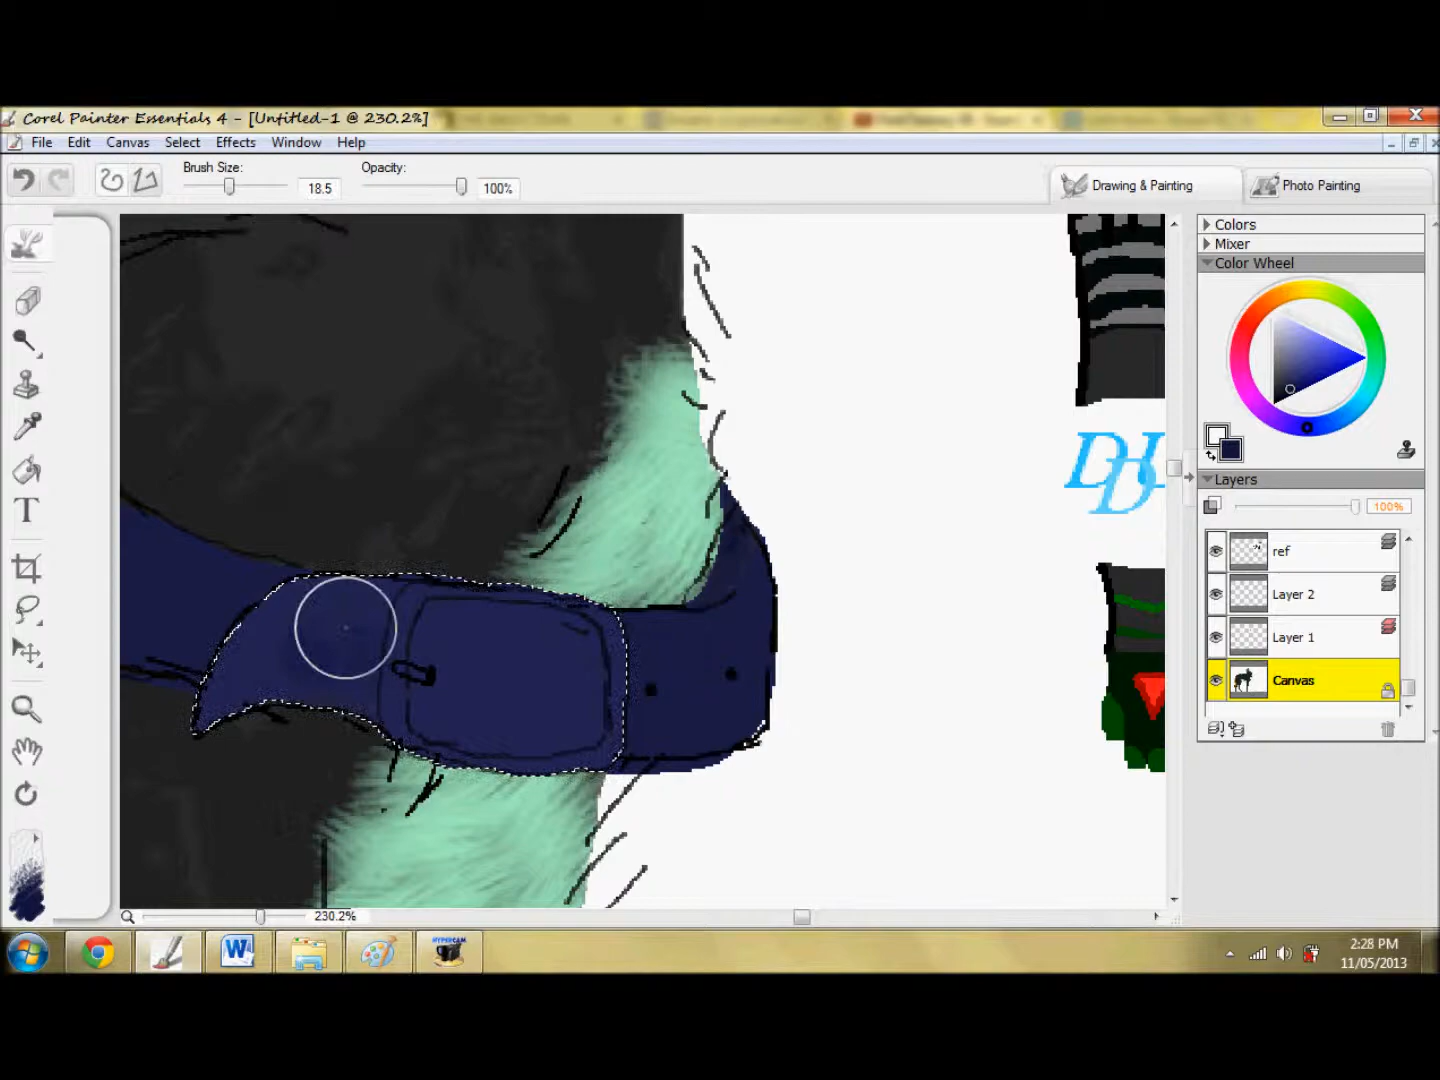 Corel Painter Essentials 4 - [Untitled-1 @ 230.2%]
File Edit Canvas Select Effects Window Help
Brush Size: 18.5 Opacity: 100%
Drawing & Painting Photo Painting
Colors
Mixer
Color Wheel
Layers
100%
ref
Layer 2
Layer 1
Canvas
T
230.2%
W
HYPERCAM
2:28 PM
11/05/2013